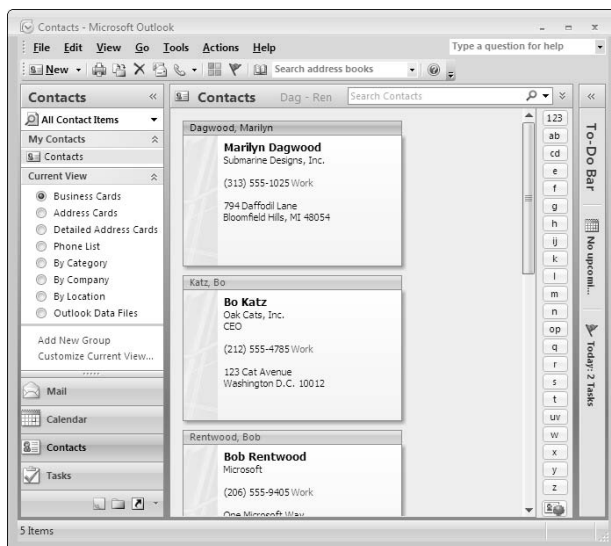 Contacts - Microsoft Outlook
File Edit View Go Tools Actions Help
Type a question for help
New
Search address books
Contacts
All Contact Items
My Contacts
Contacts
Current View
Business Cards
Address Cards
Detailed Address Cards
Phone List
By Category
By Company
By Location
Outlook Data Files
Add New Group
Customize Current View...
Mail
Calendar
Contacts
Tasks
Contacts Dag - Ren Search Contacts
Dagwood, Marilyn
Marilyn Dagwood
Submarine Designs, Inc.
(313) 555-1025 Work
794 Daffodil Lane
Bloomfield Hills, MI 48054
Katz, Bo
Bo Katz
Oak Cats, Inc.
CEO
(212) 555-4785 Work
123 Cat Avenue
Washington D.C. 10012
Rentwood, Bob
Bob Rentwood
Microsoft
(206) 555-9405 Work
One Microsoft Way
123
ab
cd
e
f
g
h
ij
k
l
m
n
op
q
r
s
t
uv
w
x
y
z
To-Do Bar
No upcomi...
Today: 2 Tasks
5 Items